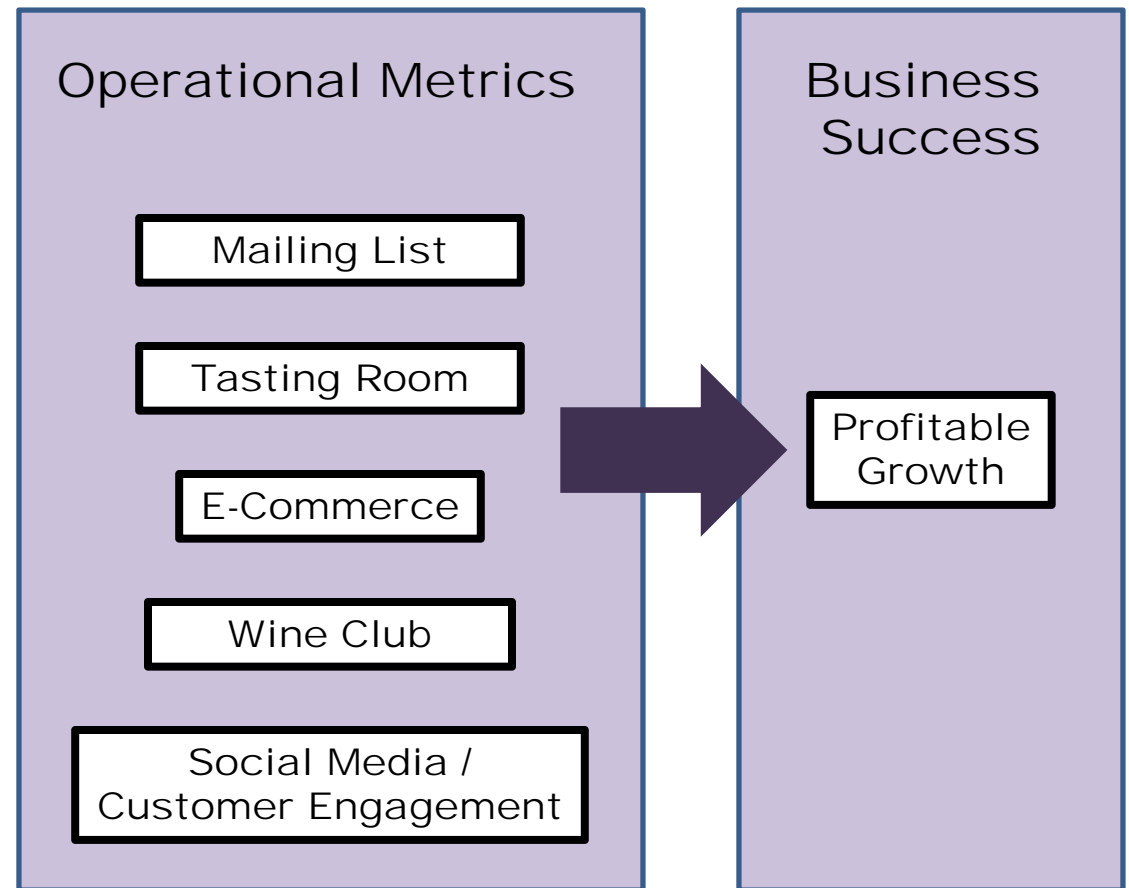 Operational Metrics
Mailing List
Tasting Room
E-Commerce
Wine Club
Social Media /
Customer Engagement
Business
Success
Profitable
Growth